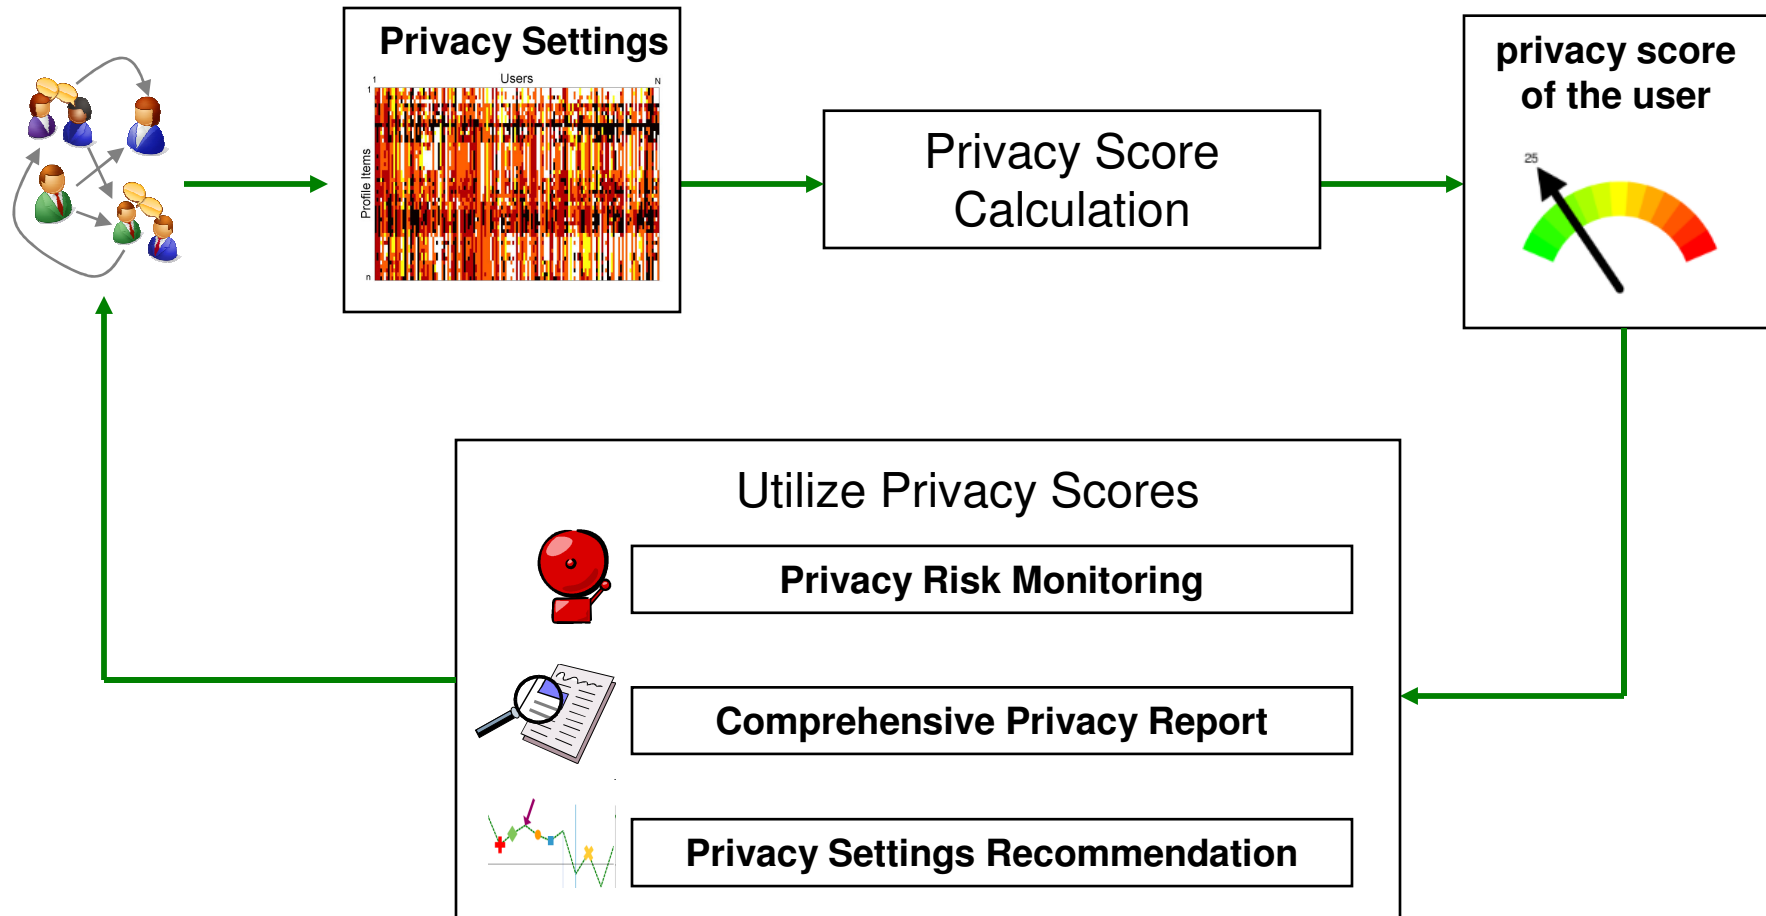 Privacy Settings
1
Users
N
1
Profile Items
n
Privacy Score
Calculation
privacy score
of the user
25
Utilize Privacy Scores
Privacy Risk Monitoring
Comprehensive Privacy Report
Privacy Settings Recommendation